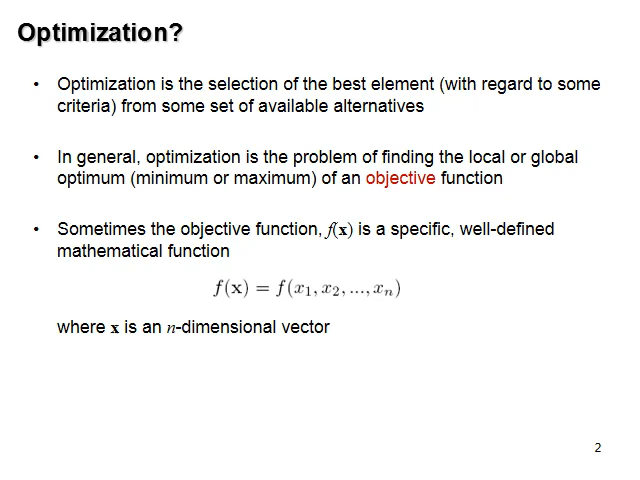 Optimization?
• Optimization is the selection of the best element (with regard to some
criteria) from some set of available alternatives
• In general, optimization is the problem of finding the local or global
optimum (minimum or maximum) of an objective function
• Sometimes the objective function, f(x) is a specific, well-defined
mathematical function
f(x) = f(x₁, x₂, ..., xₙ)
where x is an n-dimensional vector
2